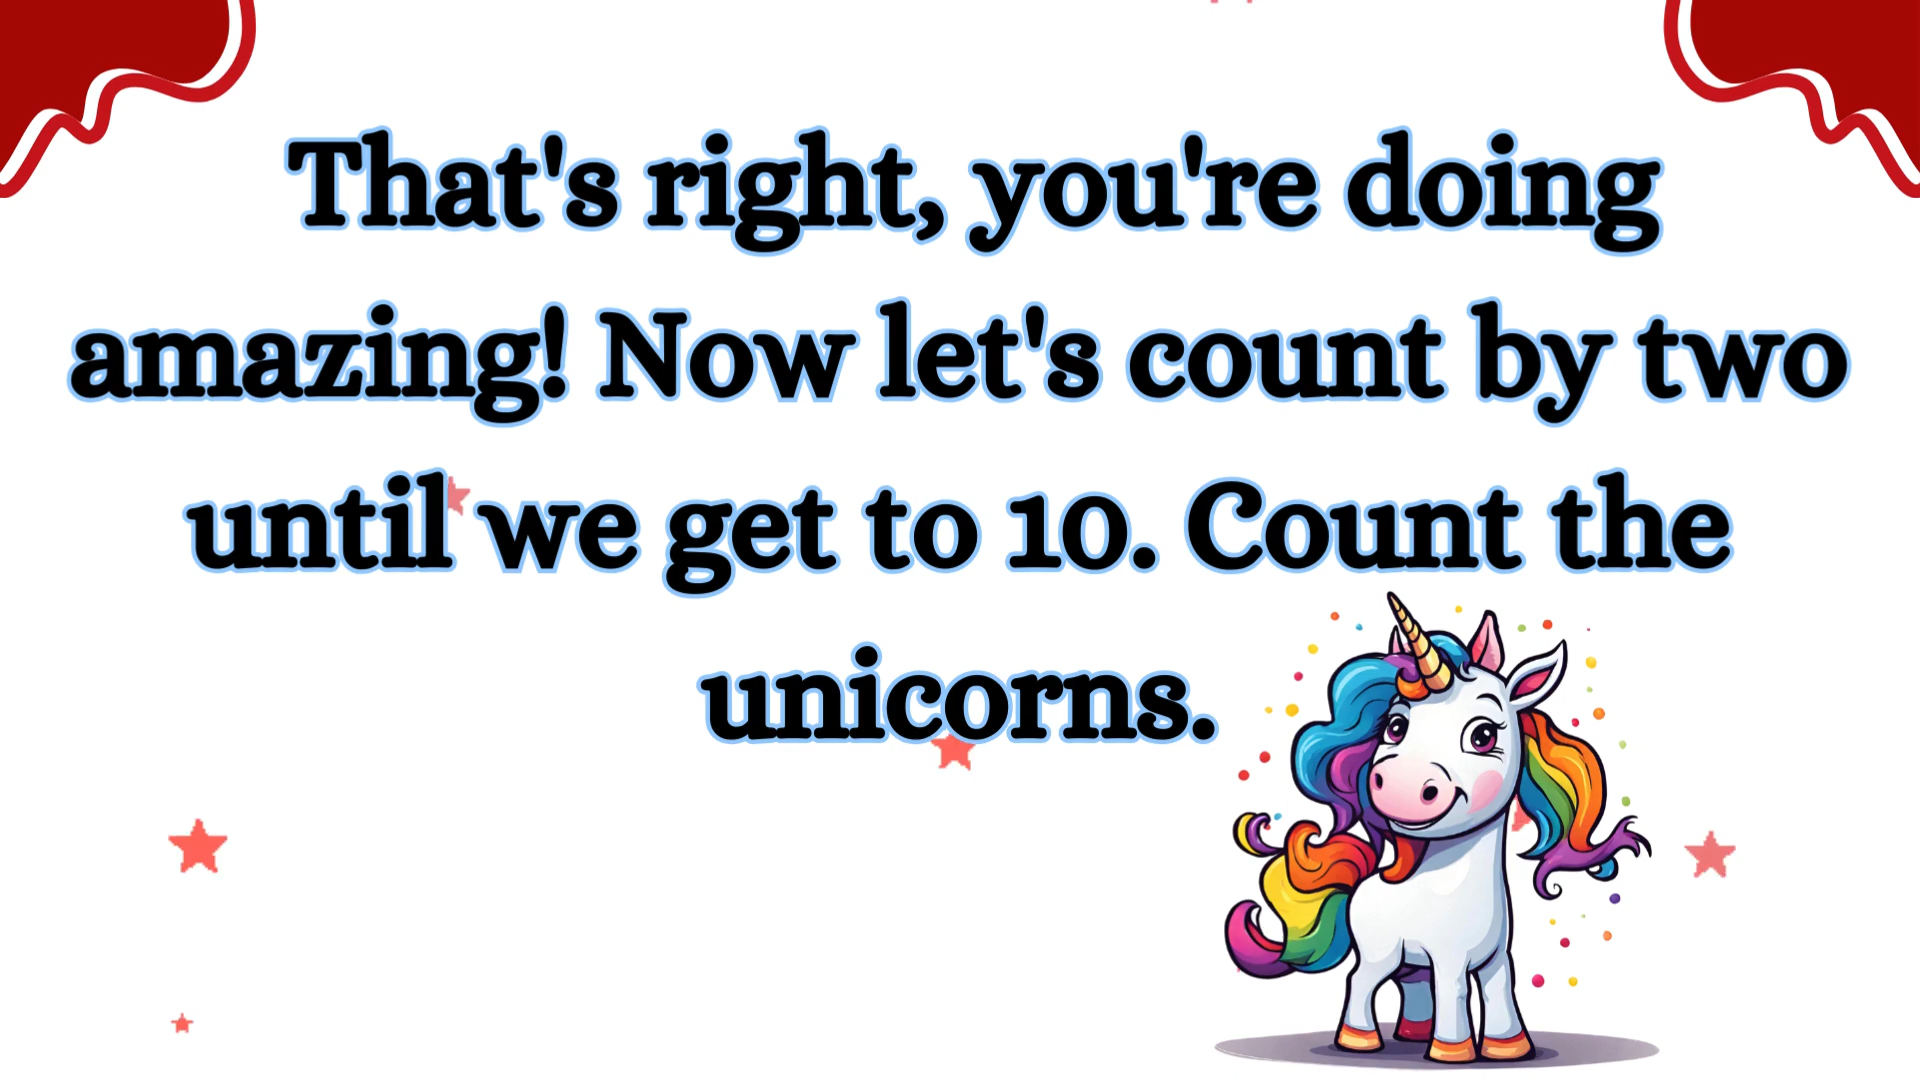 That's right, you're doing
amazing! Now let's count by two
until we get to 10. Count the
unicorns.